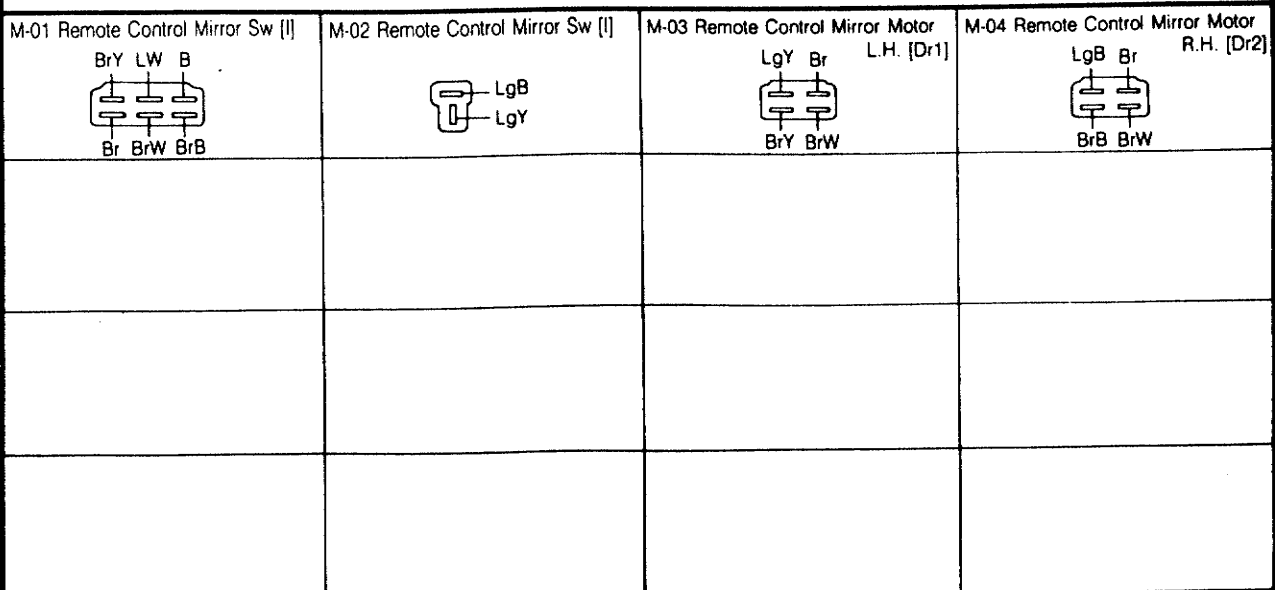 M-01 Remote Control Mirror Sw [I]
BrY LW B
Br BrW BrB
M-02 Remote Control Mirror Sw [I]
LgB
LgY
M-03 Remote Control Mirror Motor
L.H. [Dr1]
LgY Br
BrY BrW
M-04 Remote Control Mirror Motor
R.H. [Dr2]
LgB Br
BrB BrW